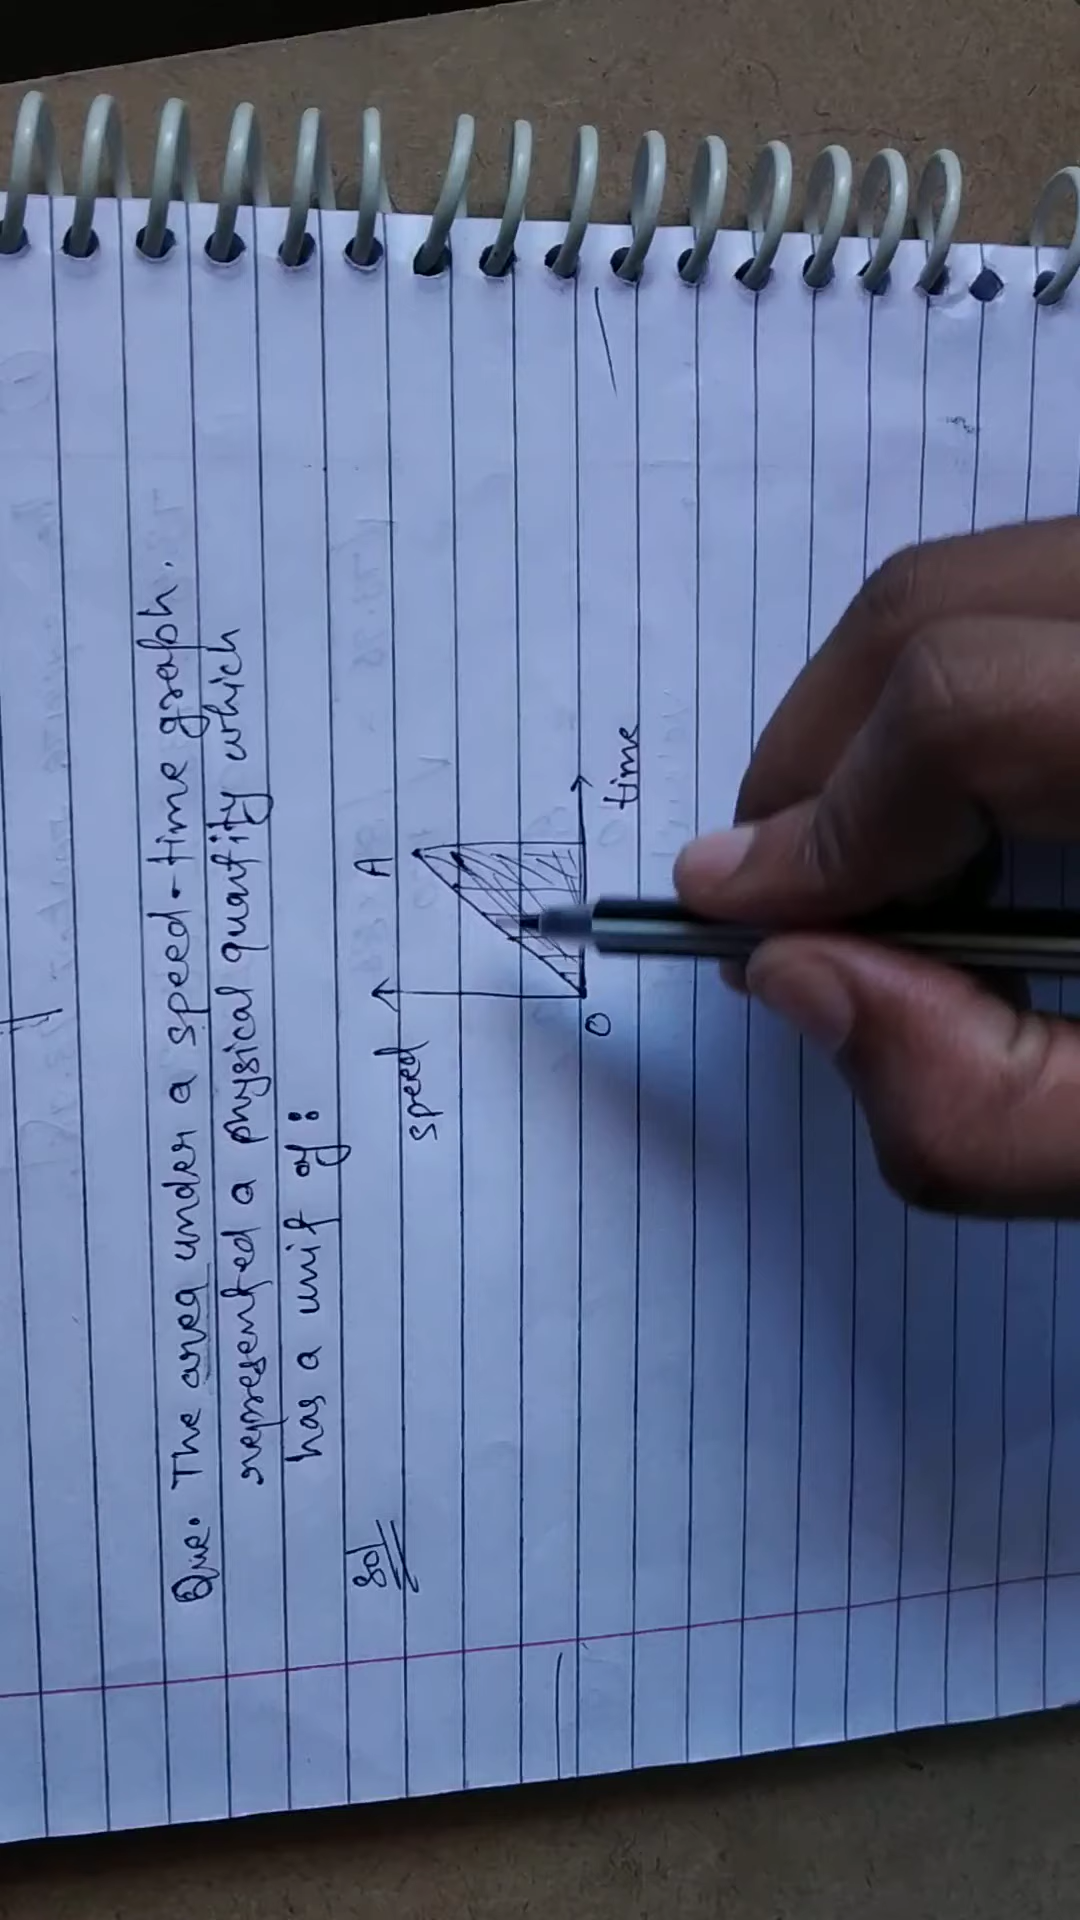 Que. The area under a speed-time graph.
represented a physical quantity which
has a unit of:
Sol
speed
A
O
time